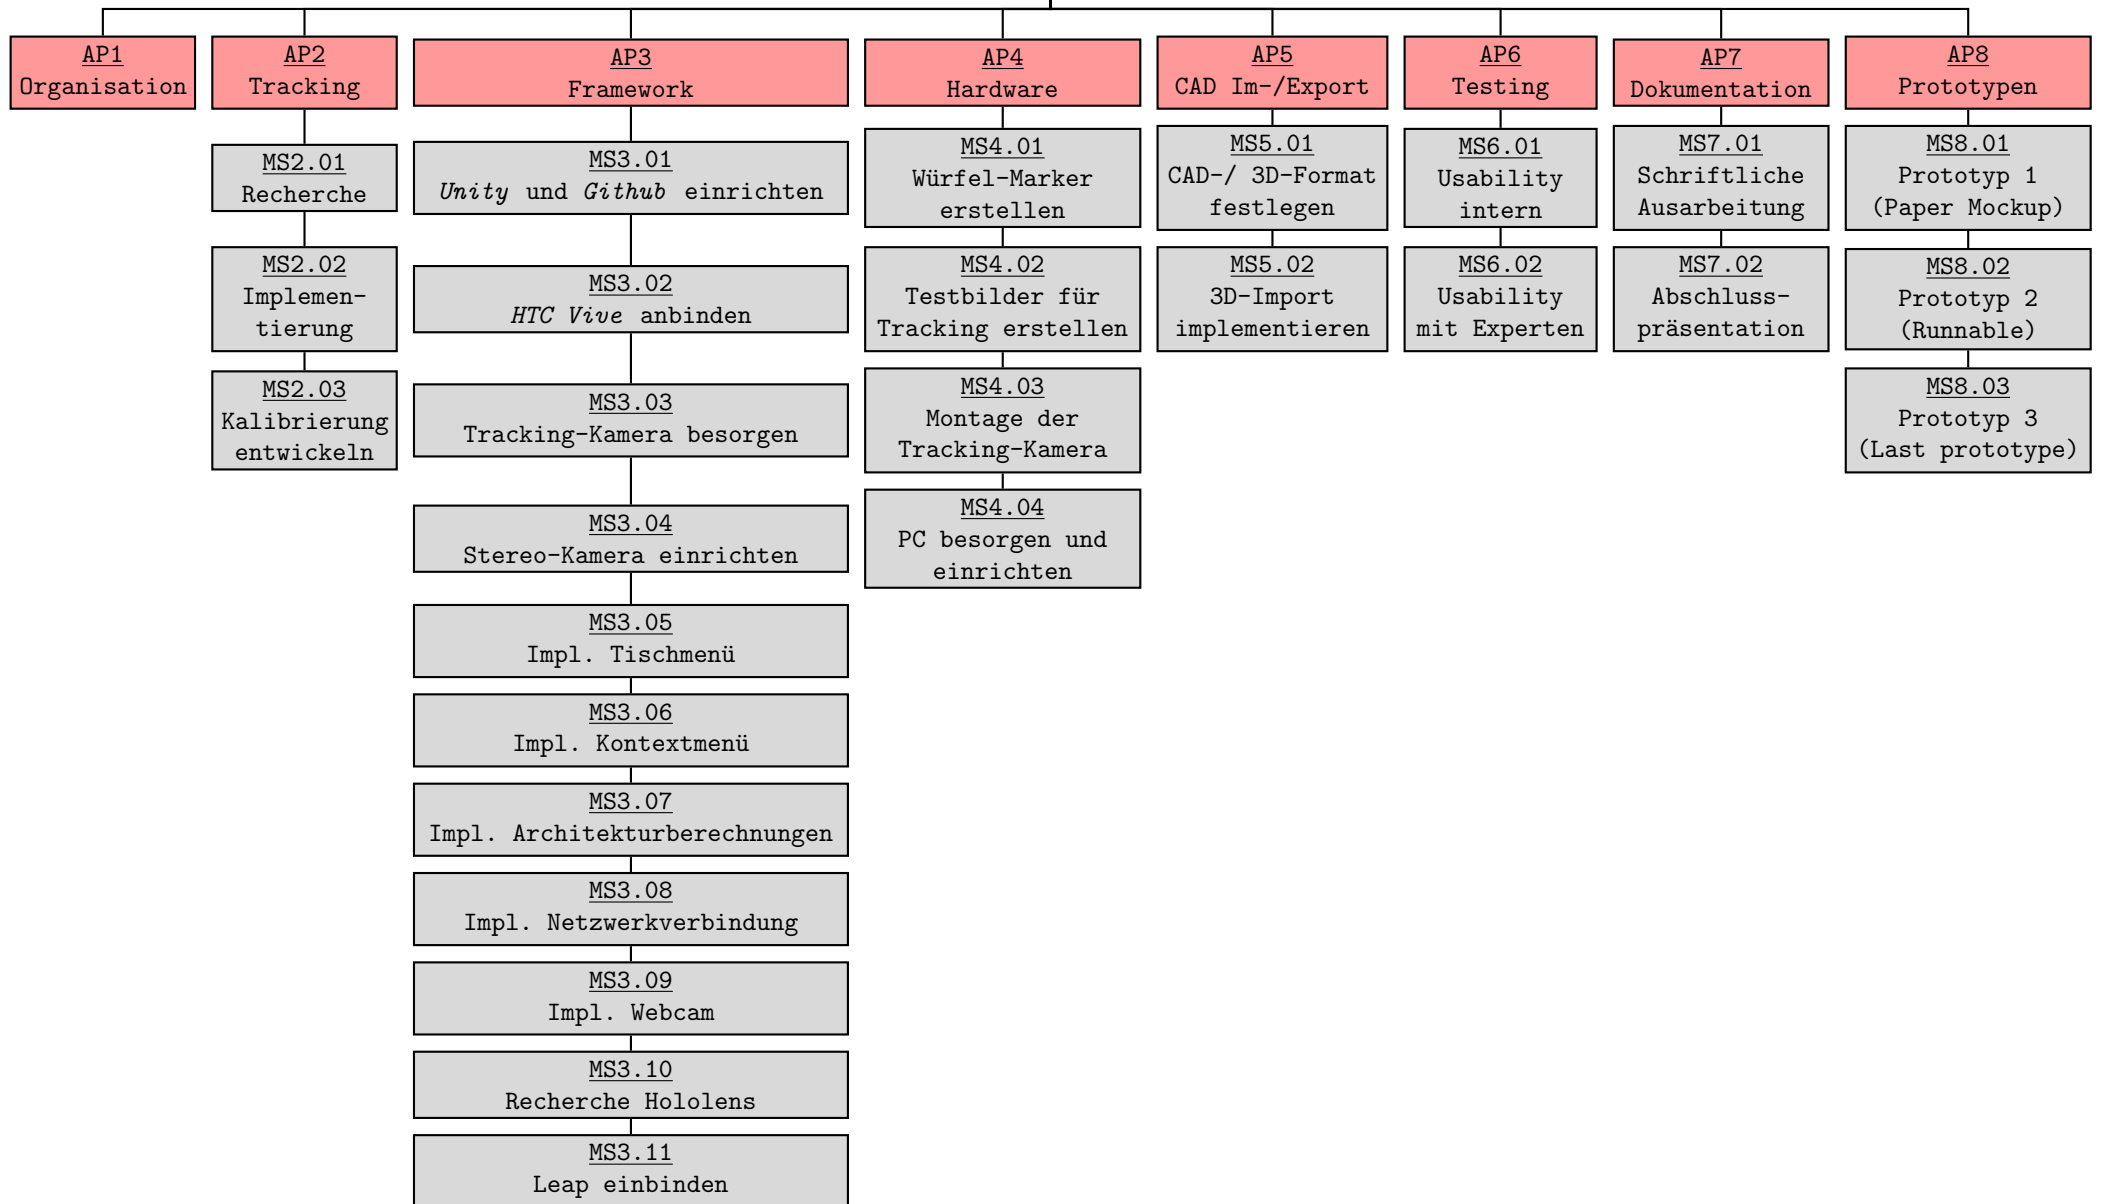 AP1
Organisation
AP2
Tracking
MS2.01
Recherche
MS2.02
Implemen-
tierung
MS2.03
Kalibrierung
entwickeln
AP3
Framework
MS3.01
Unity und Github einrichten
MS3.02
HTC Vive anbinden
MS3.03
Tracking-Kamera besorgen
MS3.04
Stereo-Kamera einrichten
MS3.05
Impl. Tischmenü
MS3.06
Impl. Kontextmenü
MS3.07
Impl. Architekturberechnungen
MS3.08
Impl. Netzwerkverbindung
MS3.09
Impl. Webcam
MS3.10
Recherche Hololens
MS3.11
Leap einbinden
AP4
Hardware
MS4.01
Würfel-Marker
erstellen
MS4.02
Testbilder für
Tracking erstellen
MS4.03
Montage der
Tracking-Kamera
MS4.04
PC besorgen und
einrichten
AP5
CAD Im-/Export
MS5.01
CAD-/ 3D-Format
festlegen
MS5.02
3D-Import
implementieren
AP6
Testing
MS6.01
Usability
intern
MS6.02
Usability
mit Experten
AP7
Dokumentation
MS7.01
Schriftliche
Ausarbeitung
MS7.02
Abschluss-
präsentation
AP8
Prototypen
MS8.01
Prototyp 1
(Paper Mockup)
MS8.02
Prototyp 2
(Runnable)
MS8.03
Prototyp 3
(Last prototype)